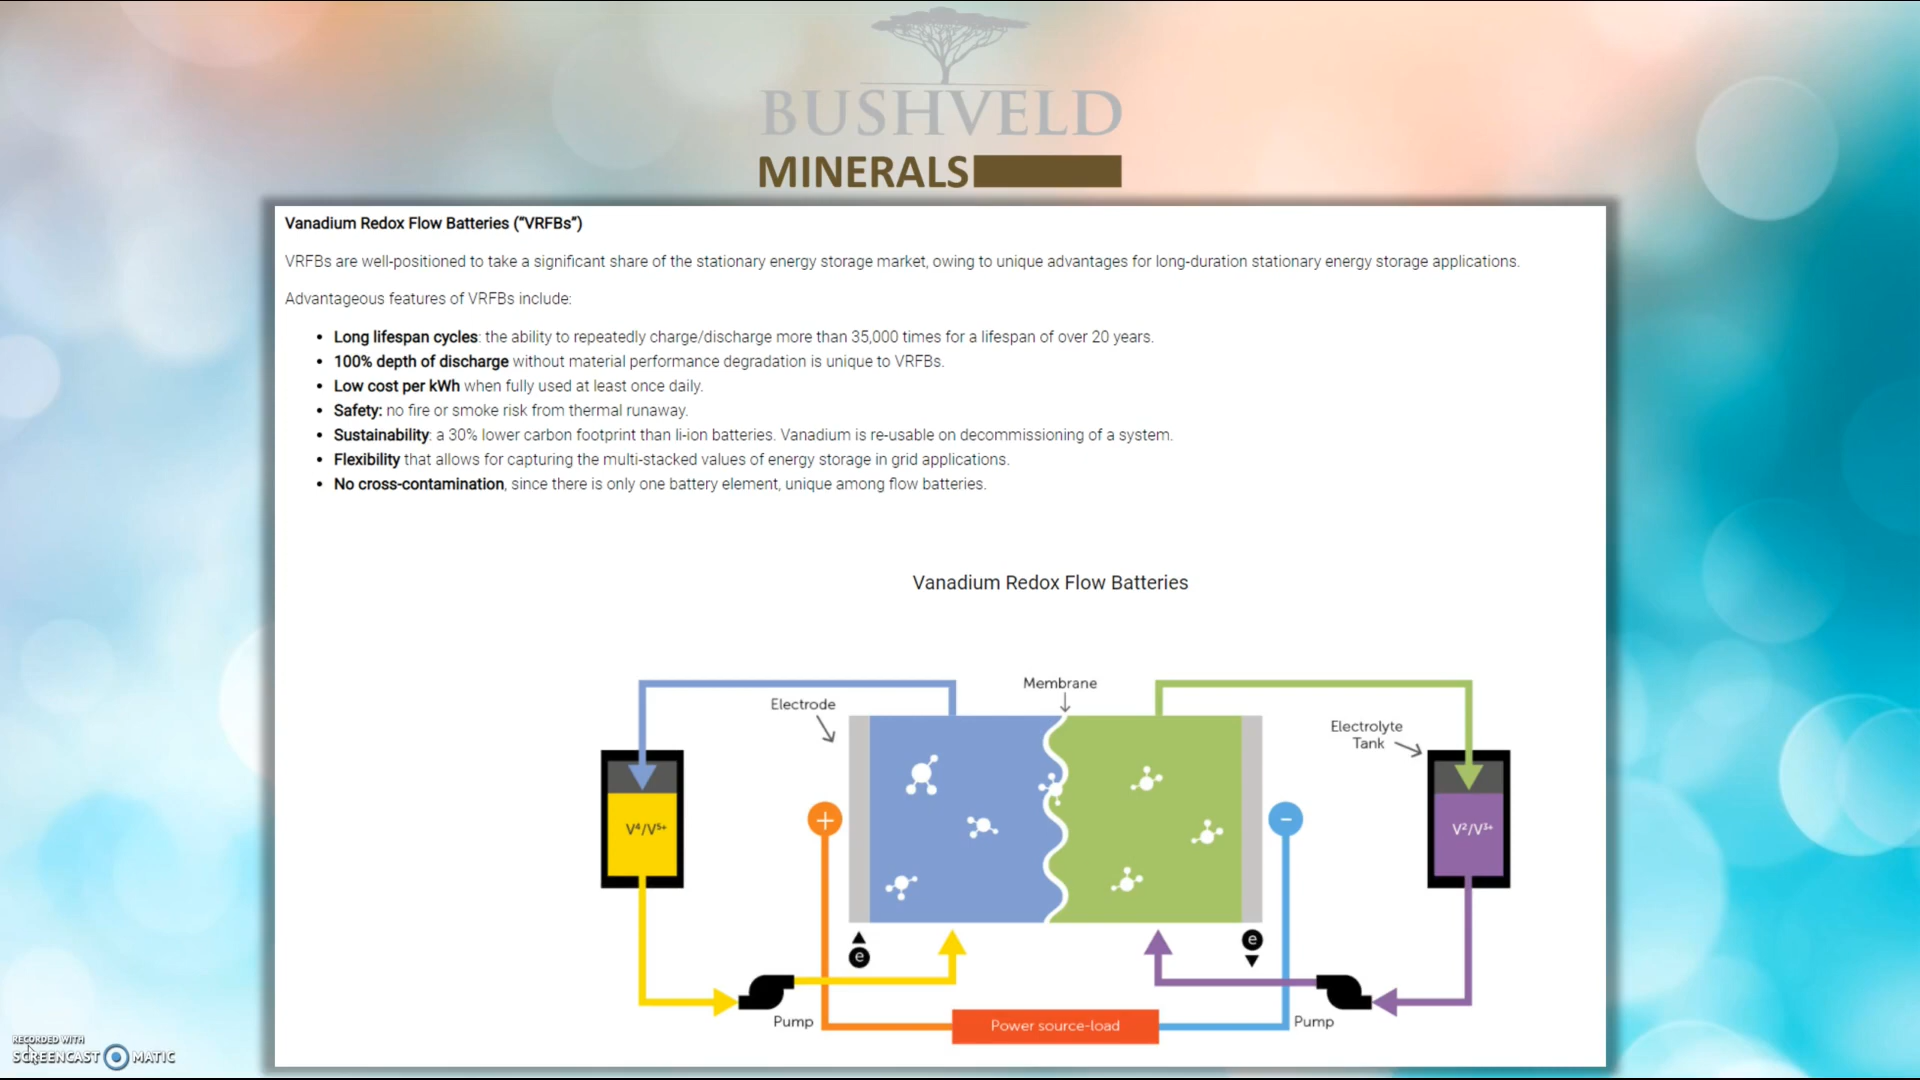 BUSHVELD
MINERALS
Vanadium Redox Flow Batteries (“VRFBs”)
VRFBs are well-positioned to take a significant share of the stationary energy storage market, owing to unique advantages for long-duration stationary energy storage applications.
Advantageous features of VRFBs include:
• Long lifespan cycles: the ability to repeatedly charge/discharge more than 35,000 times for a lifespan of over 20 years.
• 100% depth of discharge without material performance degradation is unique to VRFBs.
• Low cost per kWh when fully used at least once daily.
• Safety: no fire or smoke risk from thermal runaway.
• Sustainability: a 30% lower carbon footprint than li-ion batteries. Vanadium is re-usable on decommissioning of a system.
• Flexibility that allows for capturing the multi-stacked values of energy storage in grid applications.
• No cross-contamination, since there is only one battery element, unique among flow batteries.
Vanadium Redox Flow Batteries
Membrane
Electrode
Electrolyte
Tank
+
-
V⁴/V⁵⁺
V²/V³⁺
e
e
Pump
Power source-load
Pump
RECORDED WITH
SCREENCAST MATIC